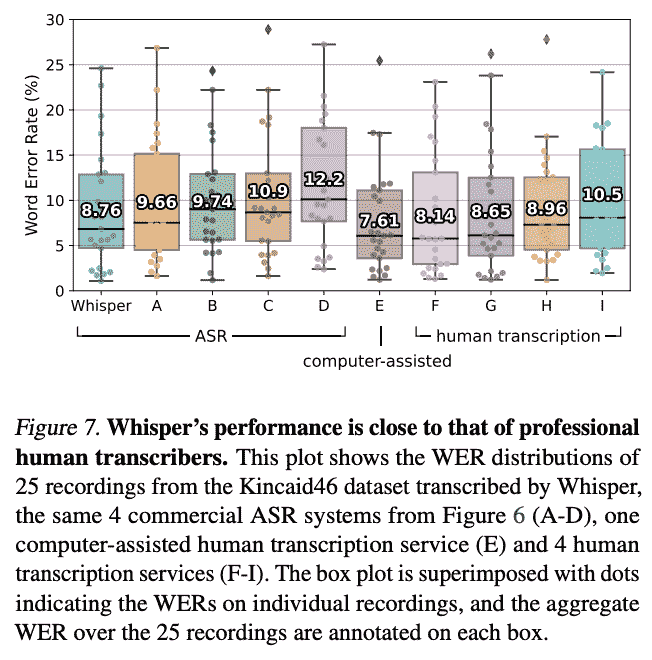 30
25
20
15
10
5
0
Word Error Rate (%)
8.76 9.66 9.74 10.9 12.2 7.61 8.14 8.65 8.96 10.5
Whisper A B C D E F G H I
ASR human transcription
computer-assisted
Figure 7. Whisper’s performance is close to that of professional
human transcribers. This plot shows the WER distributions of
25 recordings from the Kincaid46 dataset transcribed by Whisper,
the same 4 commercial ASR systems from Figure 6 (A-D), one
computer-assisted human transcription service (E) and 4 human
transcription services (F-I). The box plot is superimposed with dots
indicating the WERs on individual recordings, and the aggregate
WER over the 25 recordings are annotated on each box.